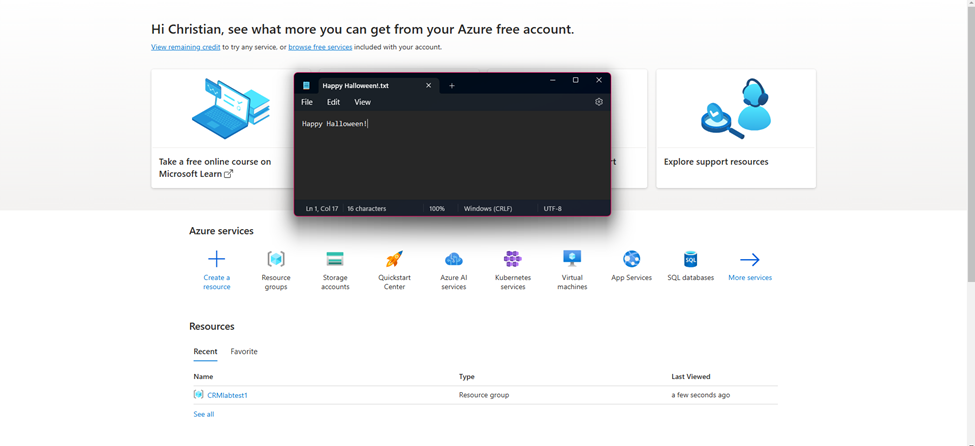 Hi Christian, see what more you can get from your Azure free account.
View remaining credit to try any service, or browse free services included with your account.
Happy Halloween!.txt
File Edit View
Happy Halloween!
Ln 1, Col 17 16 characters 100% Windows (CRLF) UTF-8
Take a free online course on
Microsoft Learn
Explore support resources
Azure services
Create a
resource
Resource
groups
Storage
accounts
Quickstart
Center
Azure AI
services
Kubernetes
services
Virtual
machines
App Services
SQL databases
More services
Resources
Recent Favorite
Name Type Last Viewed
CRMlabtest1 Resource group a few seconds ago
See all